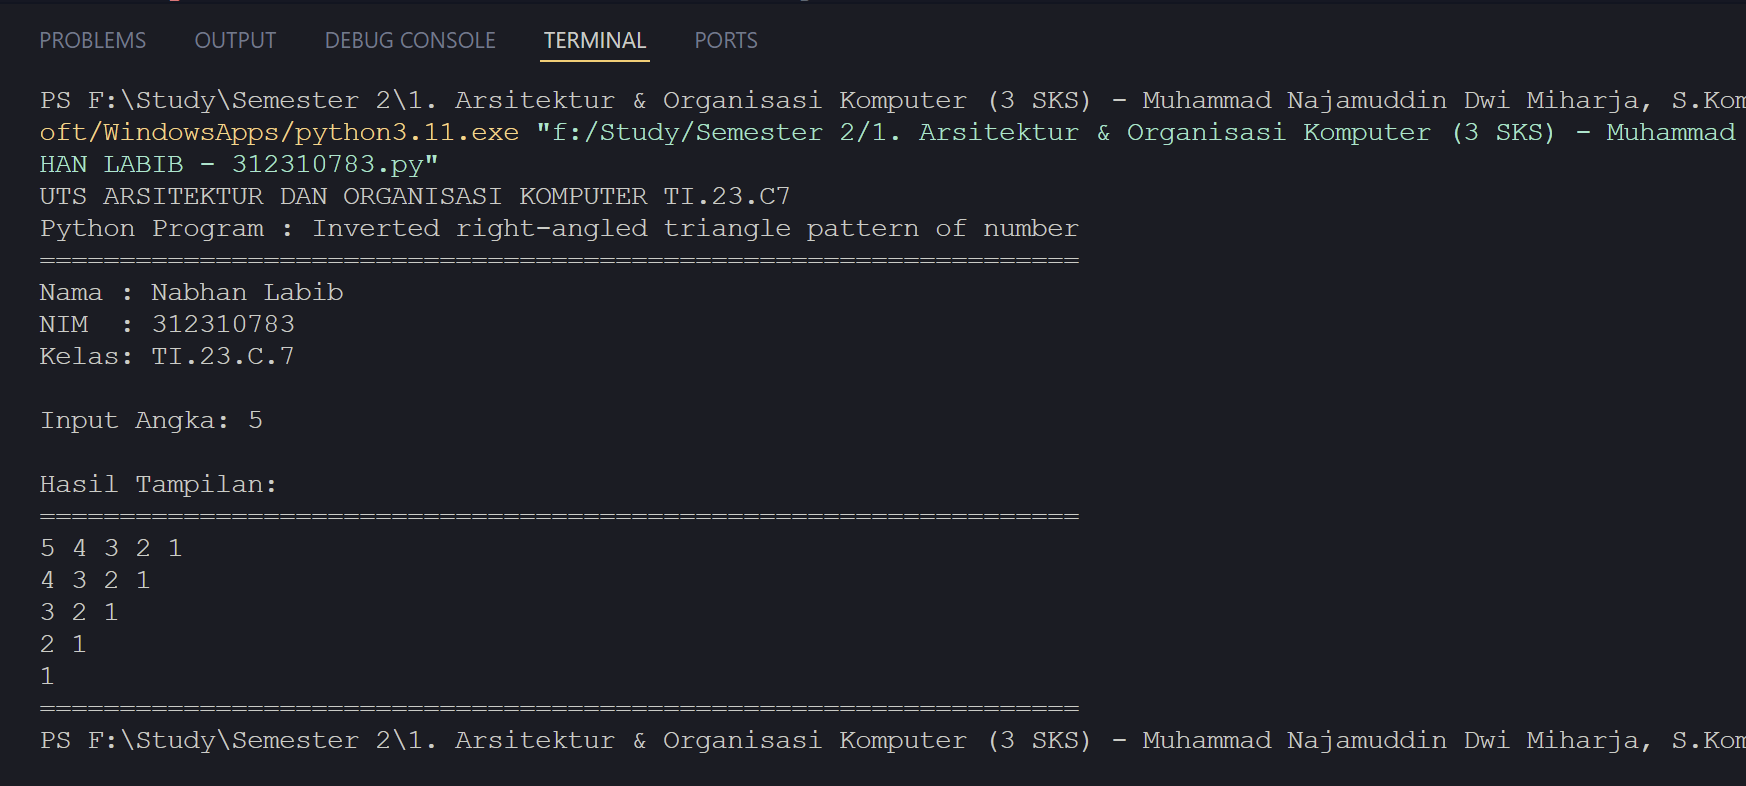 PROBLEMS OUTPUT DEBUG CONSOLE TERMINAL PORTS
PS F:\Study\Semester 2\1. Arsitektur & Organisasi Komputer (3 SKS) - Muhammad Najamuddin Dwi Miharja, S.Kom
oft/WindowsApps/python3.11.exe "f:/Study/Semester 2/1. Arsitektur & Organisasi Komputer (3 SKS) - Muhammad
HAN LABIB - 312310783.py"
UTS ARSITEKTUR DAN ORGANISASI KOMPUTER TI.23.C7
Python Program : Inverted right-angled triangle pattern of number
=================================================================
Nama : Nabhan Labib
NIM  : 312310783
Kelas: TI.23.C.7
Input Angka: 5
Hasil Tampilan:
=================================================================
5 4 3 2 1
4 3 2 1
3 2 1
2 1
1
=================================================================
PS F:\Study\Semester 2\1. Arsitektur & Organisasi Komputer (3 SKS) - Muhammad Najamuddin Dwi Miharja, S.Kom